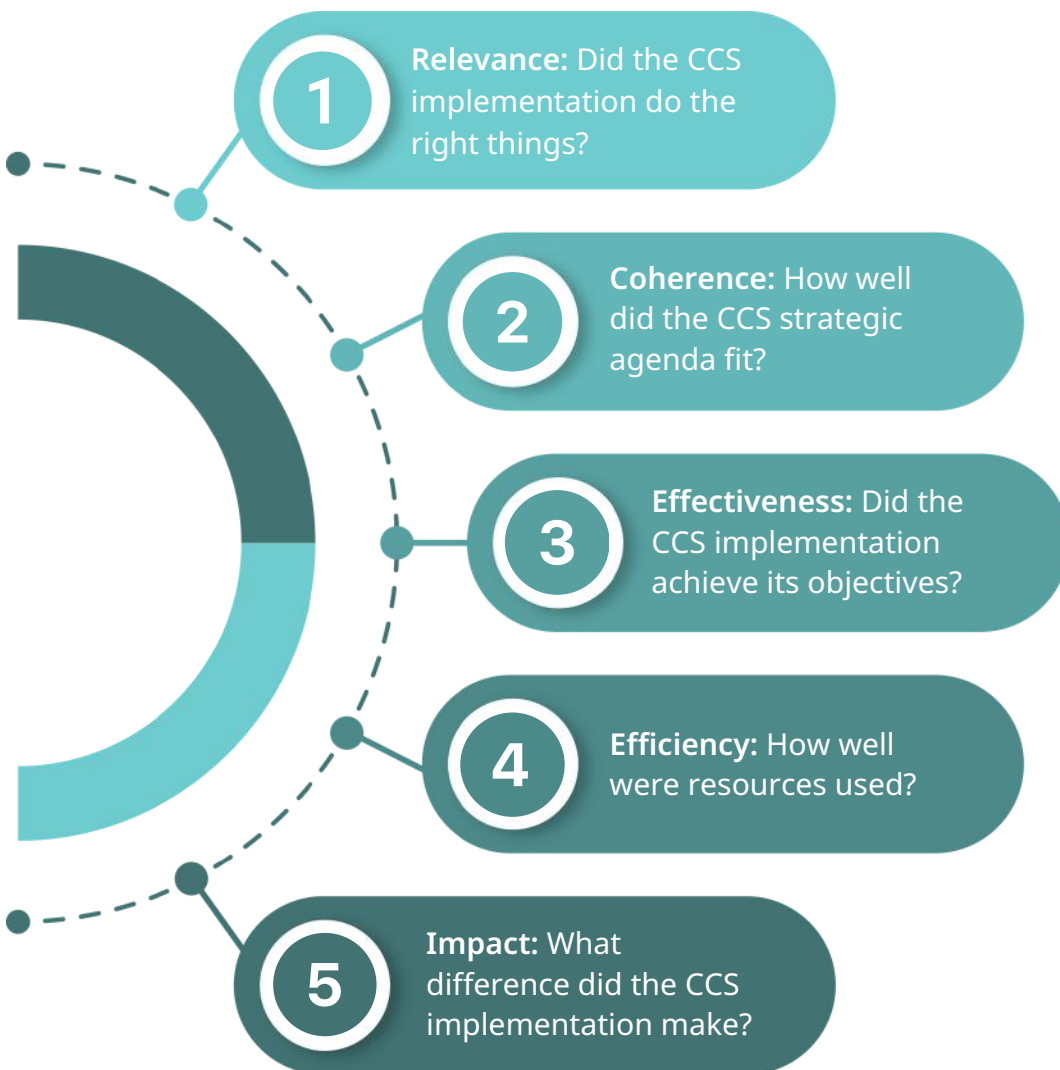 1
Relevance: Did the CCS
implementation do the
right things?
2
Coherence: How well
did the CCS strategic
agenda fit?
3
Effectiveness: Did the
CCS implementation
achieve its objectives?
4
Efficiency: How well
were resources used?
5
Impact: What
difference did the CCS
implementation make?